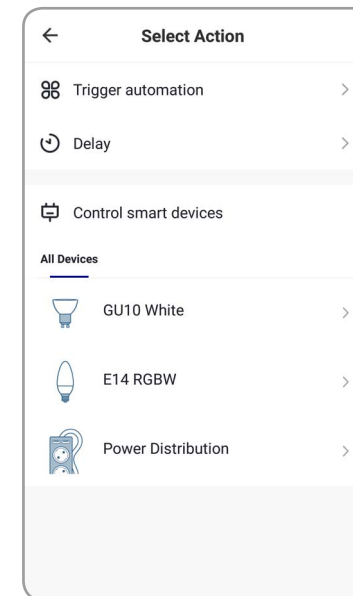 Select Action
Trigger automation
Delay
Control smart devices
All Devices
GU10 White
E14 RGBW
Power Distribution